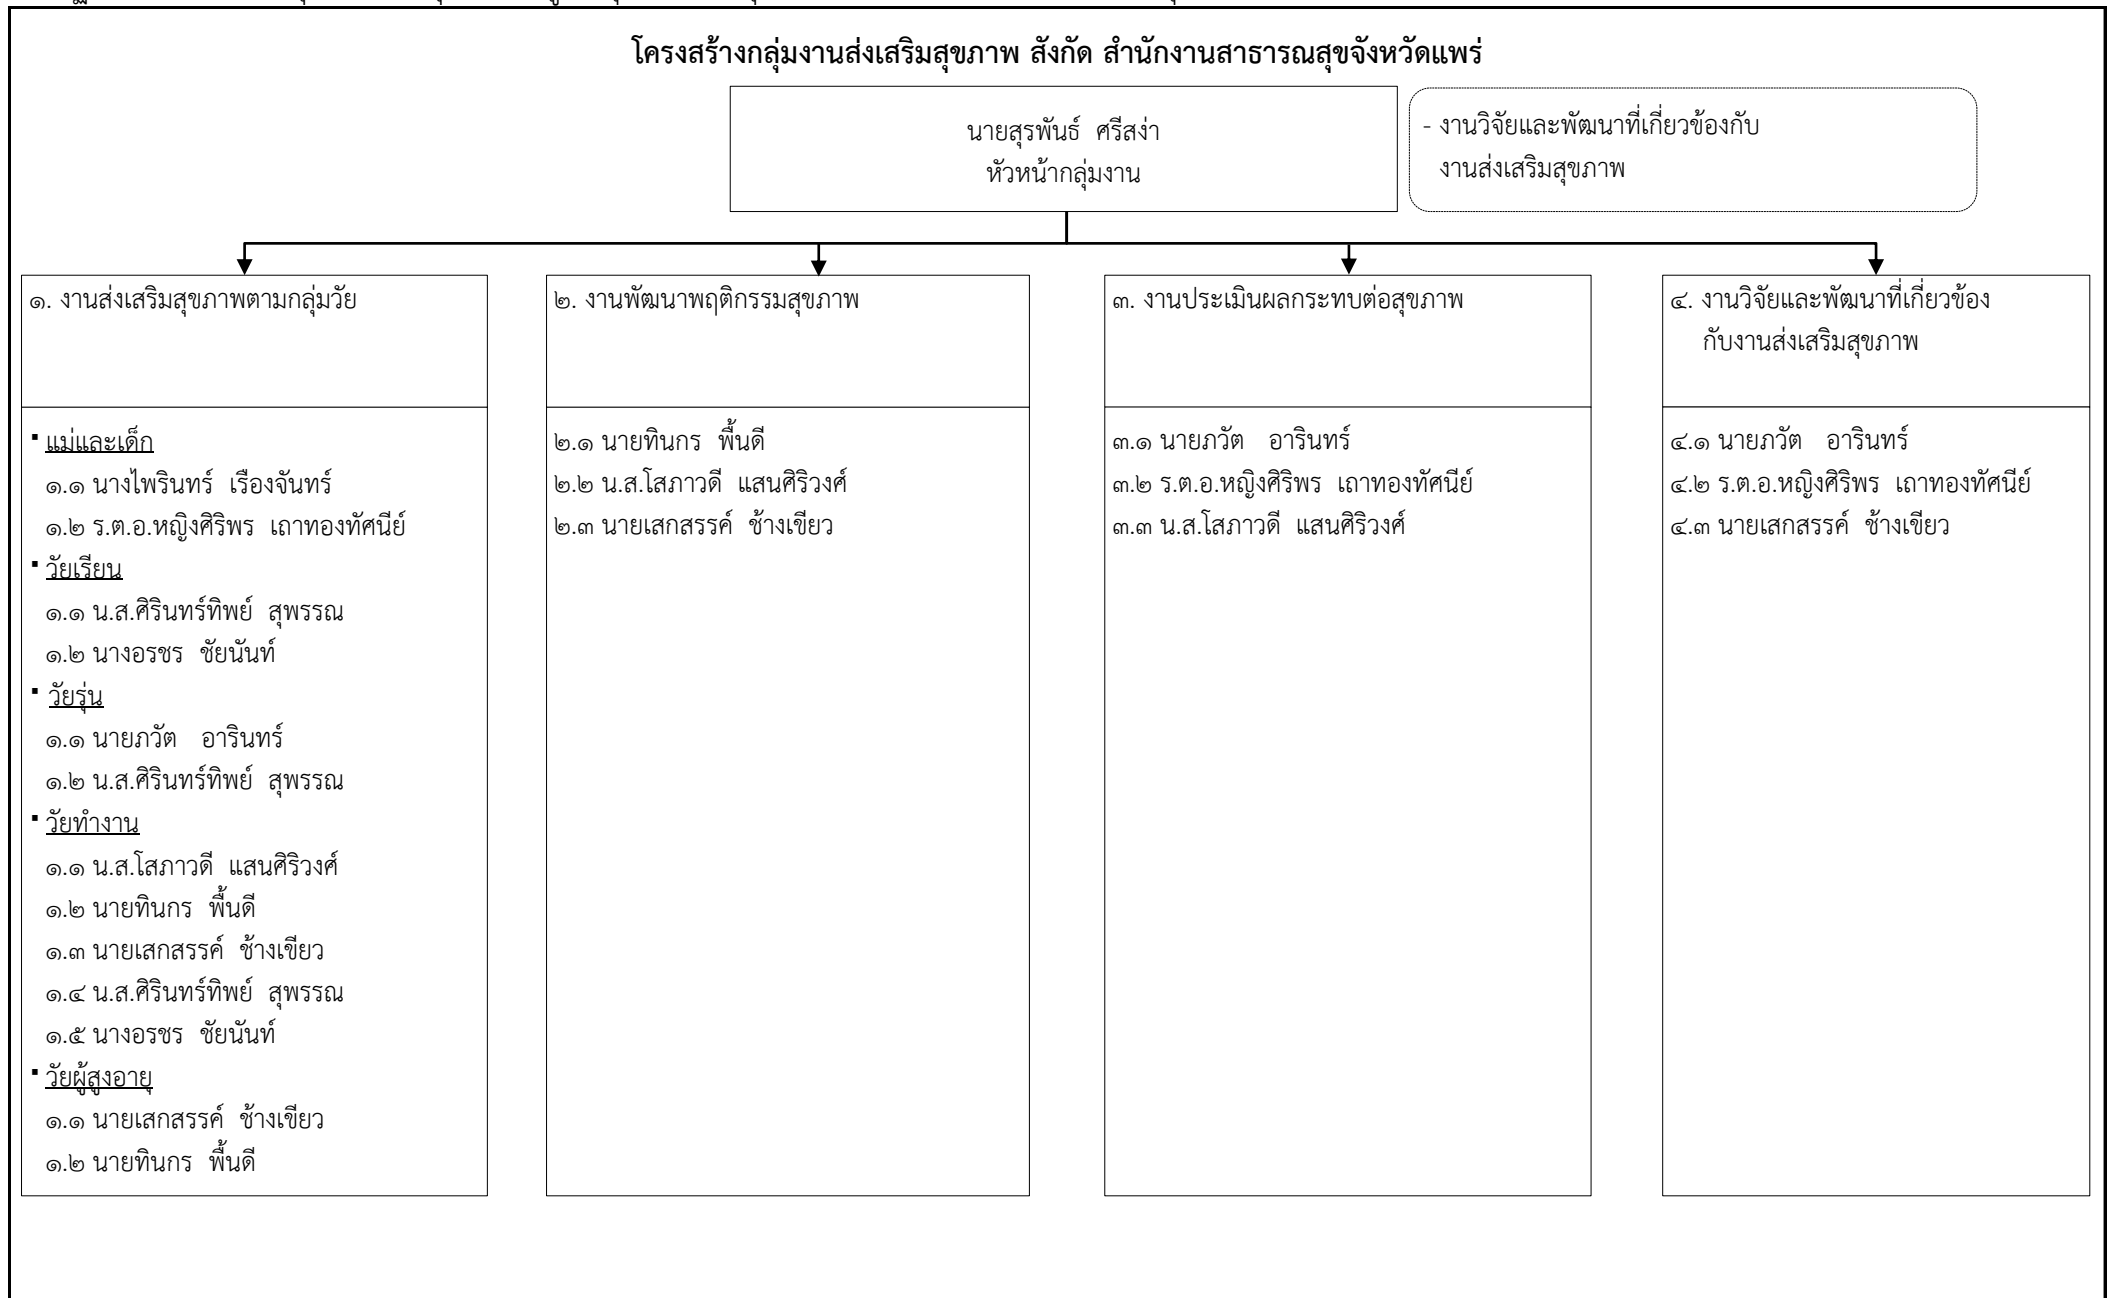 โครงสร้างกลุ่มงานส่งเสริมสุขภาพ สังกัด สำนักงานสาธารณสุขจังหวัดแพร่
นายสุรพันธ์ ศรีสง่า
หัวหน้ากลุ่มงาน
- งานวิจัยและพัฒนาที่เกี่ยวข้องกับ
งานส่งเสริมสุขภาพ
๑. งานส่งเสริมสุขภาพตามกลุ่มวัย
▪ แม่และเด็ก
๑.๑ นางไพรินทร์ เรืองจันทร์
๑.๒ ร.ต.อ.หญิงศิริพร เถาทองทัศนีย์
▪ วัยเรียน
๑.๑ น.ส.ศิรินทร์ทิพย์ สุพรรณ
๑.๒ นางอรชร ชัยนันท์
▪ วัยรุ่น
๑.๑ นายภวัต อารินทร์
๑.๒ น.ส.ศิรินทร์ทิพย์ สุพรรณ
▪ วัยทำงาน
๑.๑ น.ส.โสภาวดี แสนศิริวงศ์
๑.๒ นายทินกร พื้นดี
๑.๓ นายเสกสรรค์ ช้างเขียว
๑.๔ น.ส.ศิรินทร์ทิพย์ สุพรรณ
๑.๕ นางอรชร ชัยนันท์
▪ วัยผู้สูงอายุ
๑.๑ นายเสกสรรค์ ช้างเขียว
๑.๒ นายทินกร พื้นดี
๒. งานพัฒนาพฤติกรรมสุขภาพ
๒.๑ นายทินกร พื้นดี
๒.๒ น.ส.โสภาวดี แสนศิริวงศ์
๒.๓ นายเสกสรรค์ ช้างเขียว
๓. งานประเมินผลกระทบต่อสุขภาพ
๓.๑ นายภวัต อารินทร์
๓.๒ ร.ต.อ.หญิงศิริพร เถาทองทัศนีย์
๓.๓ น.ส.โสภาวดี แสนศิริวงศ์
๔. งานวิจัยและพัฒนาที่เกี่ยวข้อง
กับงานส่งเสริมสุขภาพ
๔.๑ นายภวัต อารินทร์
๔.๒ ร.ต.อ.หญิงศิริพร เถาทองทัศนีย์
๔.๓ นายเสกสรรค์ ช้างเขียว